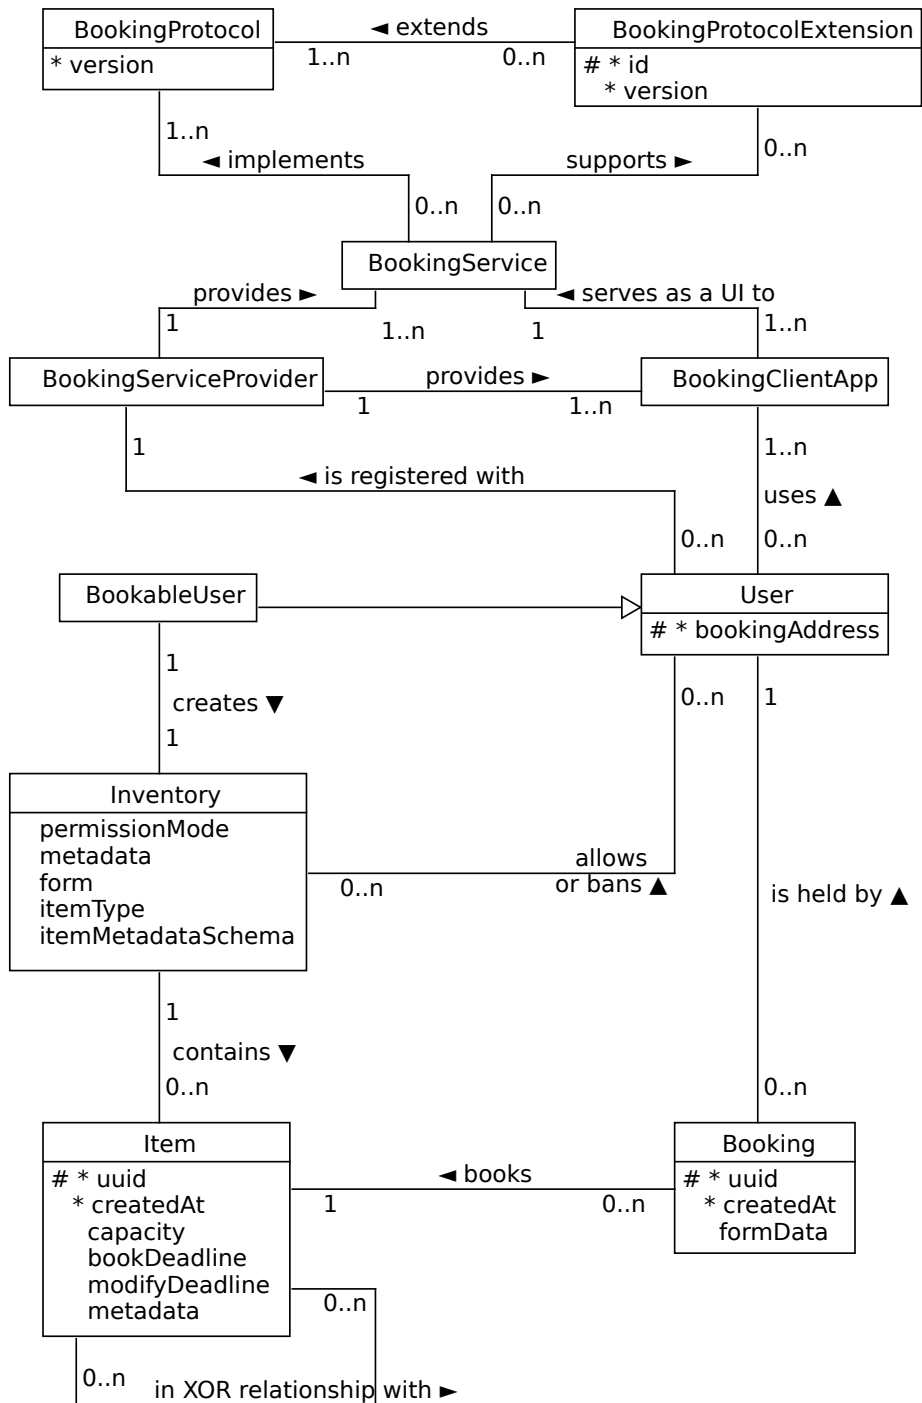 BookingProtocol
* version
◄ extends
1..n
0..n
BookingProtocolExtension
# * id
* version
1..n
◄ implements
0..n
supports ►
0..n
0..n
BookingService
provides ►
1
1..n
◄ serves as a UI to
1
1..n
BookingServiceProvider
provides ►
1
1..n
BookingClientApp
1
◄ is registered with
0..n
1..n
uses ▲
0..n
BookableUser
User
# * bookingAddress
1
creates ▼
1
0..n
1
Inventory
permissionMode
metadata
form
itemType
itemMetadataSchema
0..n
allows
or bans ▲
is held by ▲
1
contains ▼
0..n
0..n
Item
# * uuid
* createdAt
capacity
bookDeadline
modifyDeadline
metadata
◄ books
1
0..n
Booking
# * uuid
* createdAt
formData
0..n
0..n
in XOR relationship with ►